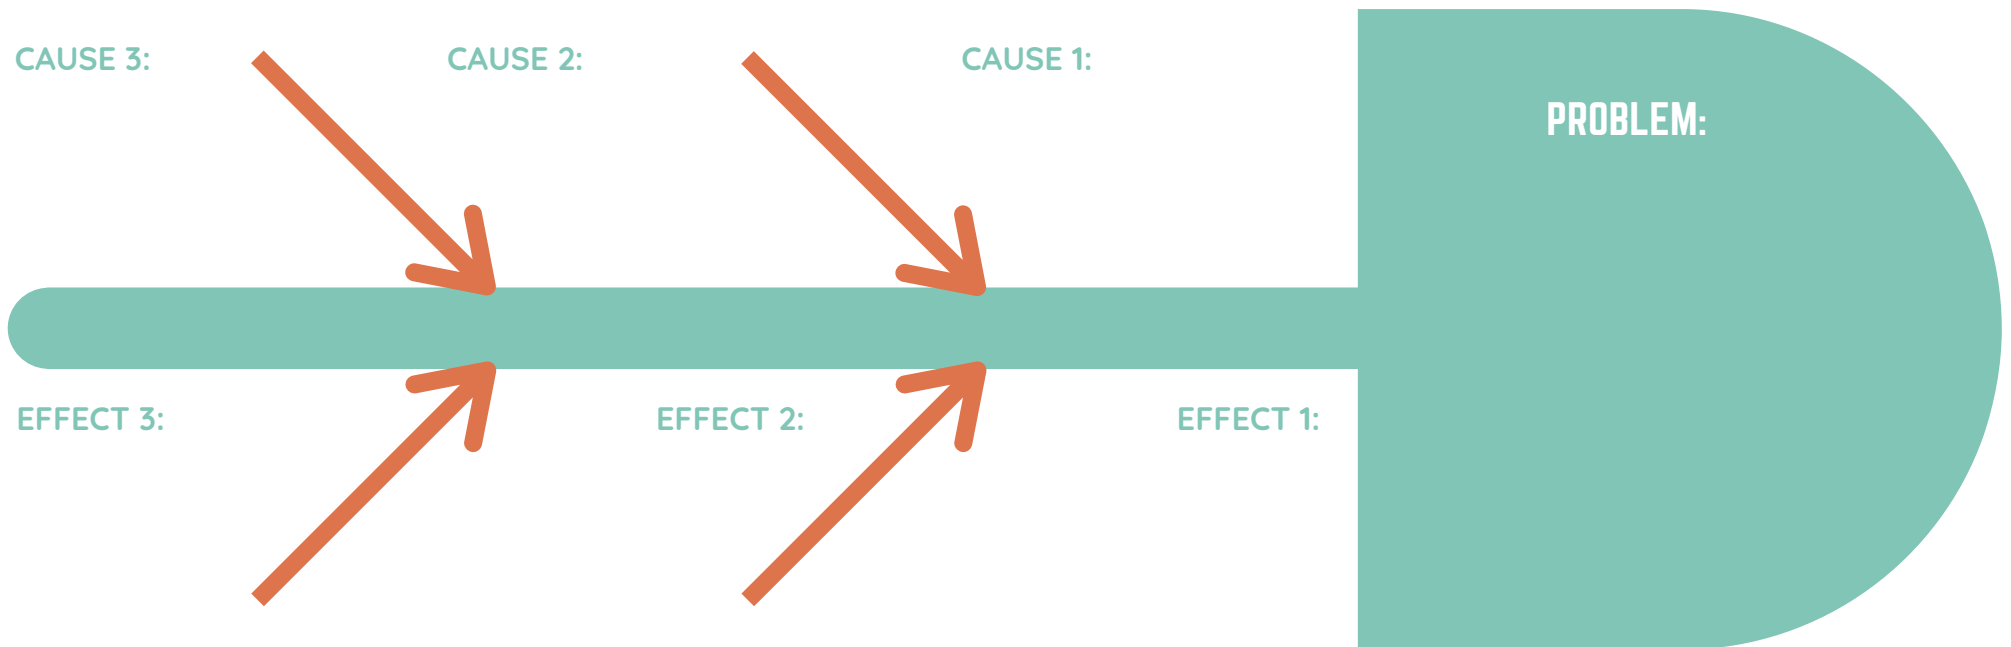 CAUSE 3:
CAUSE 2:
CAUSE 1:
PROBLEM:
EFFECT 3:
EFFECT 2:
EFFECT 1: